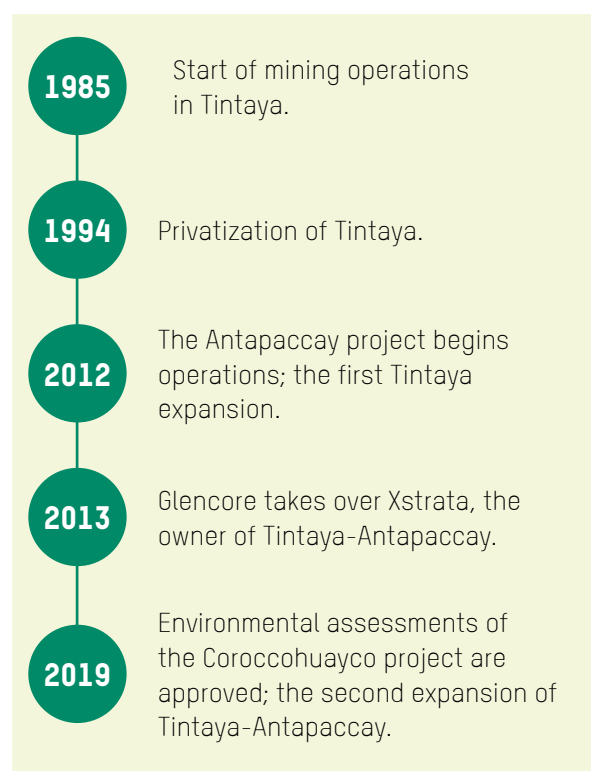 1985
Start of mining operations
in Tintaya.
1994
Privatization of Tintaya.
2012
The Antapaccay project begins
operations; the first Tintaya
expansion.
2013
Glencore takes over Xstrata, the
owner of Tintaya-Antapaccay.
2019
Environmental assessments of
the Coroccohuayco project are
approved; the second expansion of
Tintaya-Antapaccay.